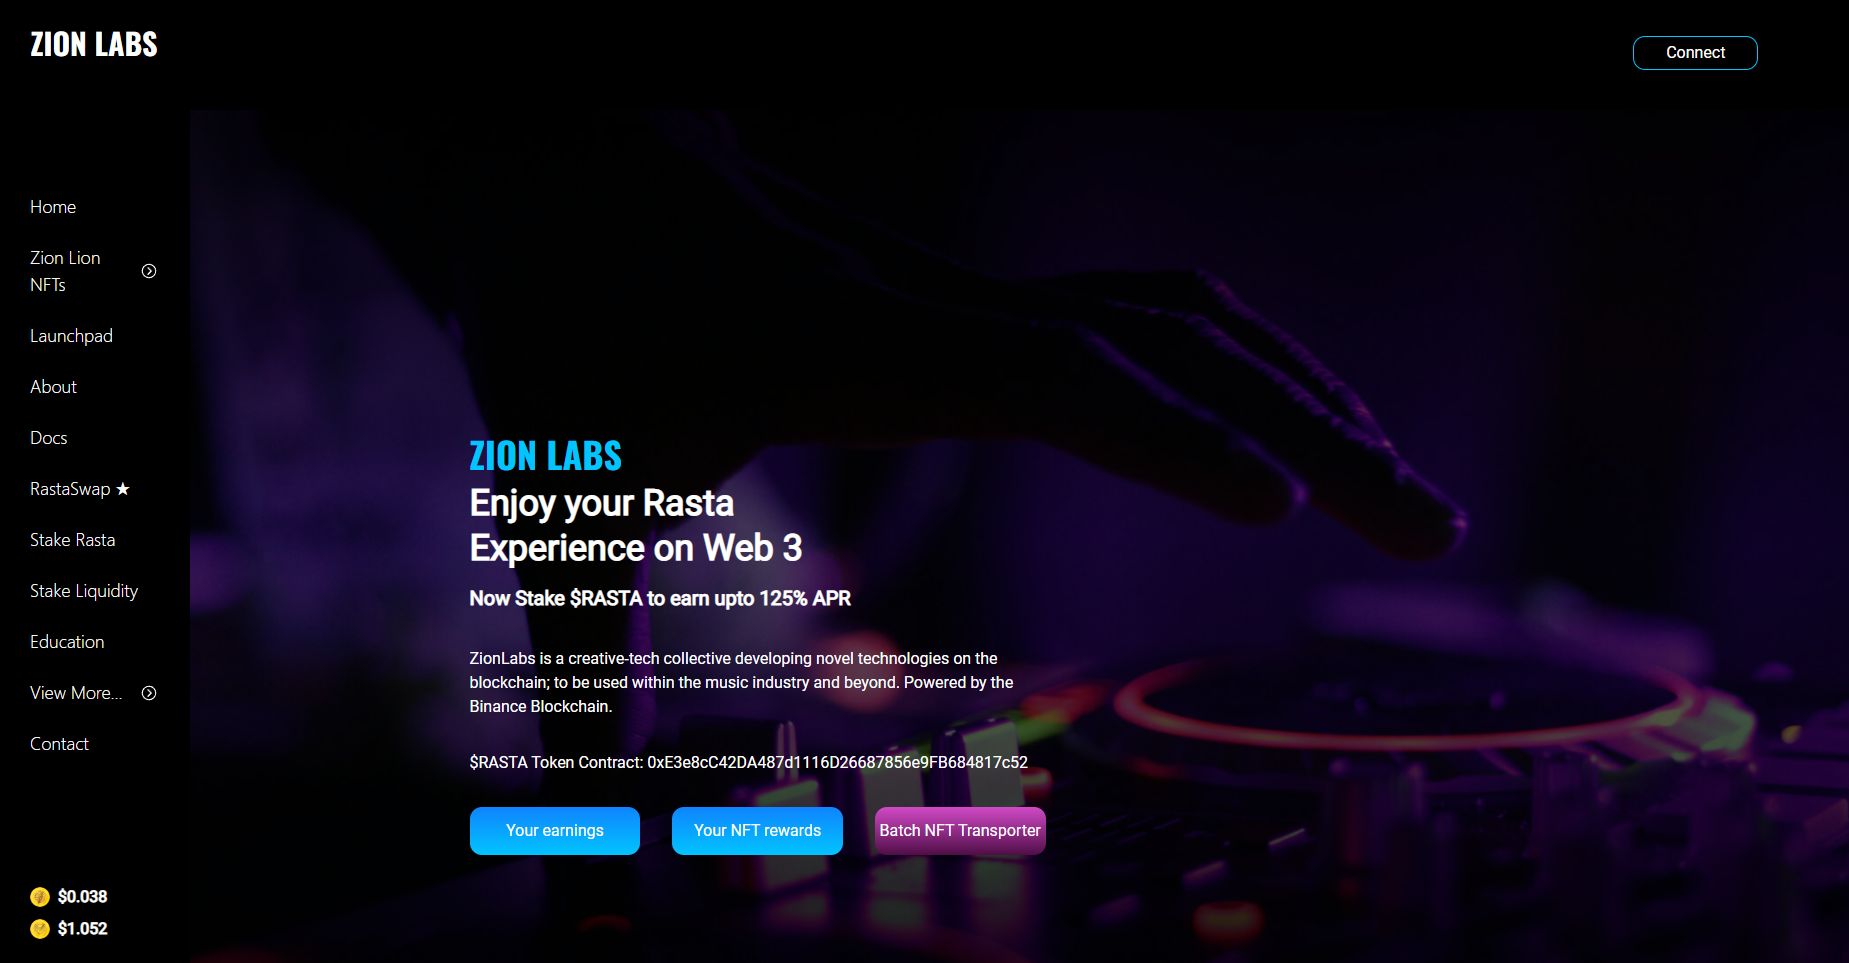 ZION LABS
Connect
Home
Zion Lion
NFTs
Launchpad
About
Docs
RastaSwap ★
Stake Rasta
Stake Liquidity
Education
View More...
Contact
$0.038
$1.052
ZION LABS
Enjoy your Rasta
Experience on Web 3
Now Stake $RASTA to earn upto 125% APR
ZionLabs is a creative-tech collective developing novel technologies on the
blockchain; to be used within the music industry and beyond. Powered by the
Binance Blockchain.
$RASTA Token Contract: 0xE3e8cC42DA487d1116D26687856e9FB684817c52
Your earnings
Your NFT rewards
Batch NFT Transporter